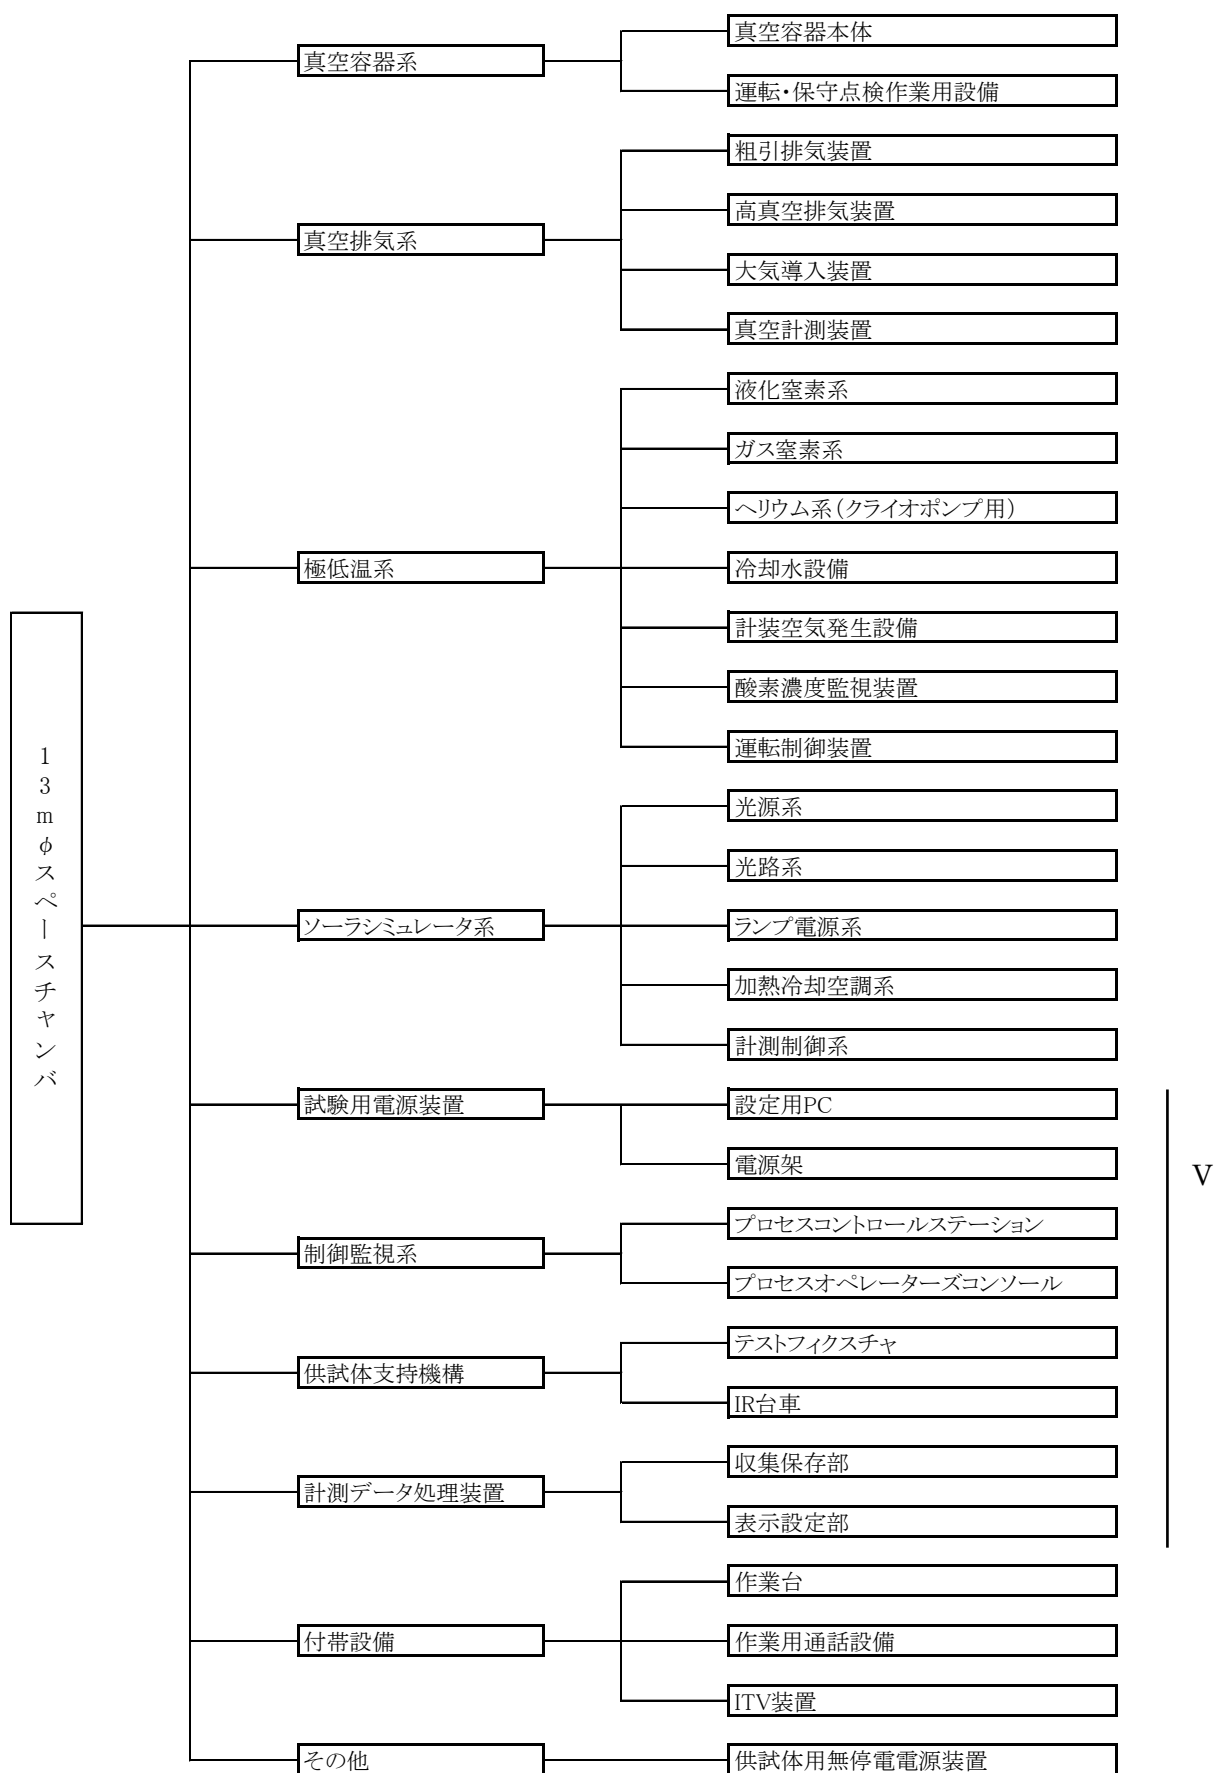 真空容器本体
真空容器系
運転・保守点検作業用設備
粗引排気装置
高真空排気装置
真空排気系
大気導入装置
真空計測装置
液化窒素系
ガス窒素系
ヘリウム系(クライオポンプ用)
極低温系
冷却水設備
計装空気発生設備
酸素濃度監視装置
運転制御装置
13mφスペースチャンバ
光源系
光路系
ソーラシミュレータ系
ランプ電源系
加熱冷却空調系
計測制御系
試験用電源装置
設定用PC
電源架
V
プロセスコントロールステーション
制御監視系
プロセスオペレーターズコンソール
テストフィクスチャ
供試体支持機構
IR台車
収集保存部
計測データ処理装置
表示設定部
作業台
付帯設備
作業用通話設備
ITV装置
その他
供試体用無停電電源装置